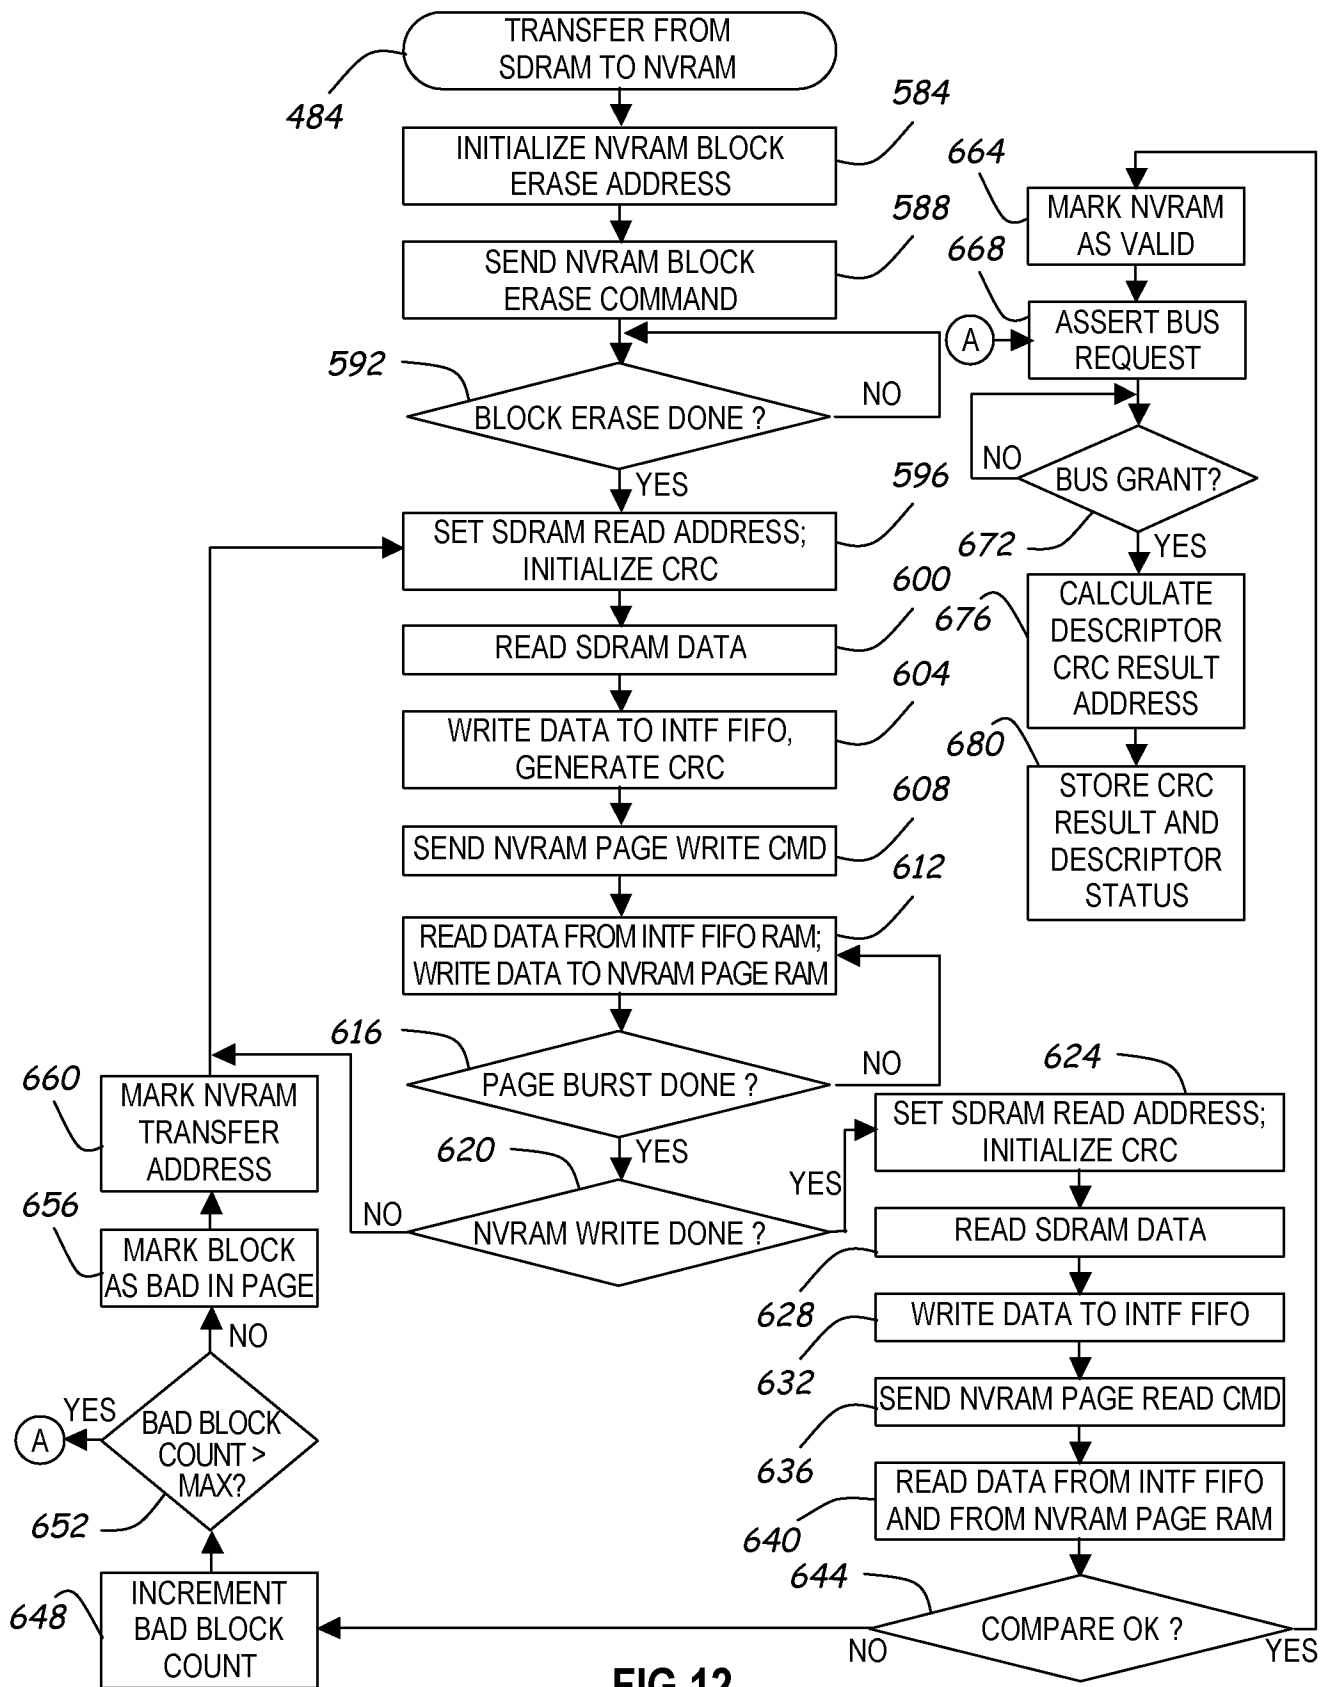 TRANSFER FROM
SDRAM TO NVRAM
484
INITIALIZE NVRAM BLOCK
ERASE ADDRESS
584
SEND NVRAM BLOCK
ERASE COMMAND
588
592
BLOCK ERASE DONE ?
NO
YES
SET SDRAM READ ADDRESS;
INITIALIZE CRC
596
READ SDRAM DATA
600
WRITE DATA TO INTF FIFO,
GENERATE CRC
604
SEND NVRAM PAGE WRITE CMD
608
READ DATA FROM INTF FIFO RAM;
WRITE DATA TO NVRAM PAGE RAM
612
616
PAGE BURST DONE ?
NO
YES
620
NVRAM WRITE DONE ?
NO
YES
624
SET SDRAM READ ADDRESS;
INITIALIZE CRC
READ SDRAM DATA
628
WRITE DATA TO INTF FIFO
632
SEND NVRAM PAGE READ CMD
636
READ DATA FROM INTF FIFO
AND FROM NVRAM PAGE RAM
640
644
COMPARE OK ?
NO
YES
INCREMENT
BAD BLOCK
COUNT
648
BAD BLOCK
COUNT >
MAX?
652
YES
A
NO
MARK BLOCK
AS BAD IN PAGE
656
MARK NVRAM
TRANSFER
ADDRESS
660
664
MARK NVRAM
AS VALID
668
A
ASSERT BUS
REQUEST
NO
BUS GRANT?
672
YES
676
CALCULATE
DESCRIPTOR
CRC RESULT
ADDRESS
680
STORE CRC
RESULT AND
DESCRIPTOR
STATUS
FIG.12